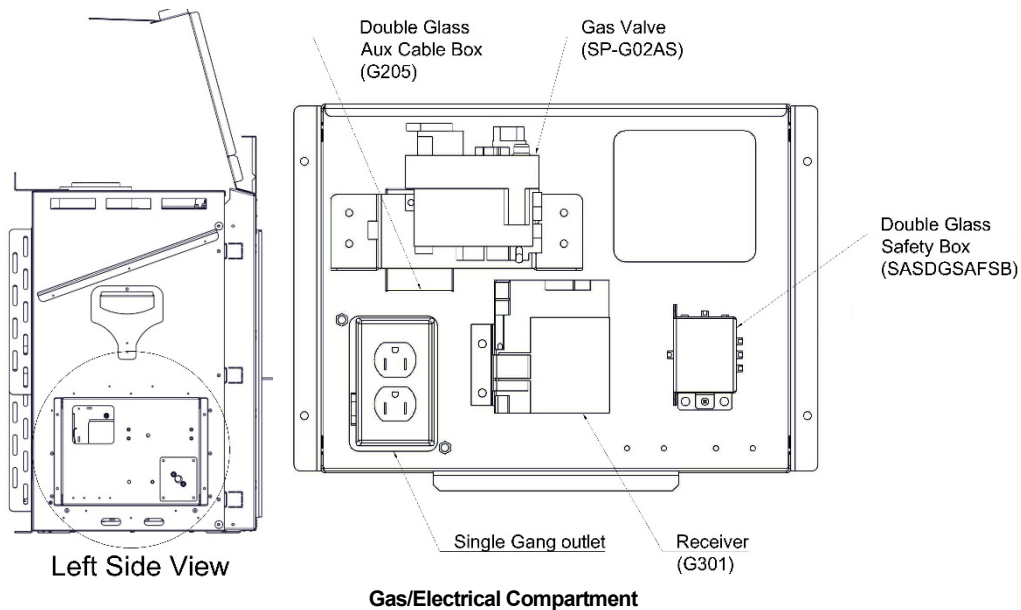 Double Glass
Aux Cable Box
(G205)
Gas Valve
(SP-G02AS)
Double Glass
Safety Box
(SASDGSAFSB)
Single Gang outlet
Receiver
(G301)
Left Side View
Gas/Electrical Compartment